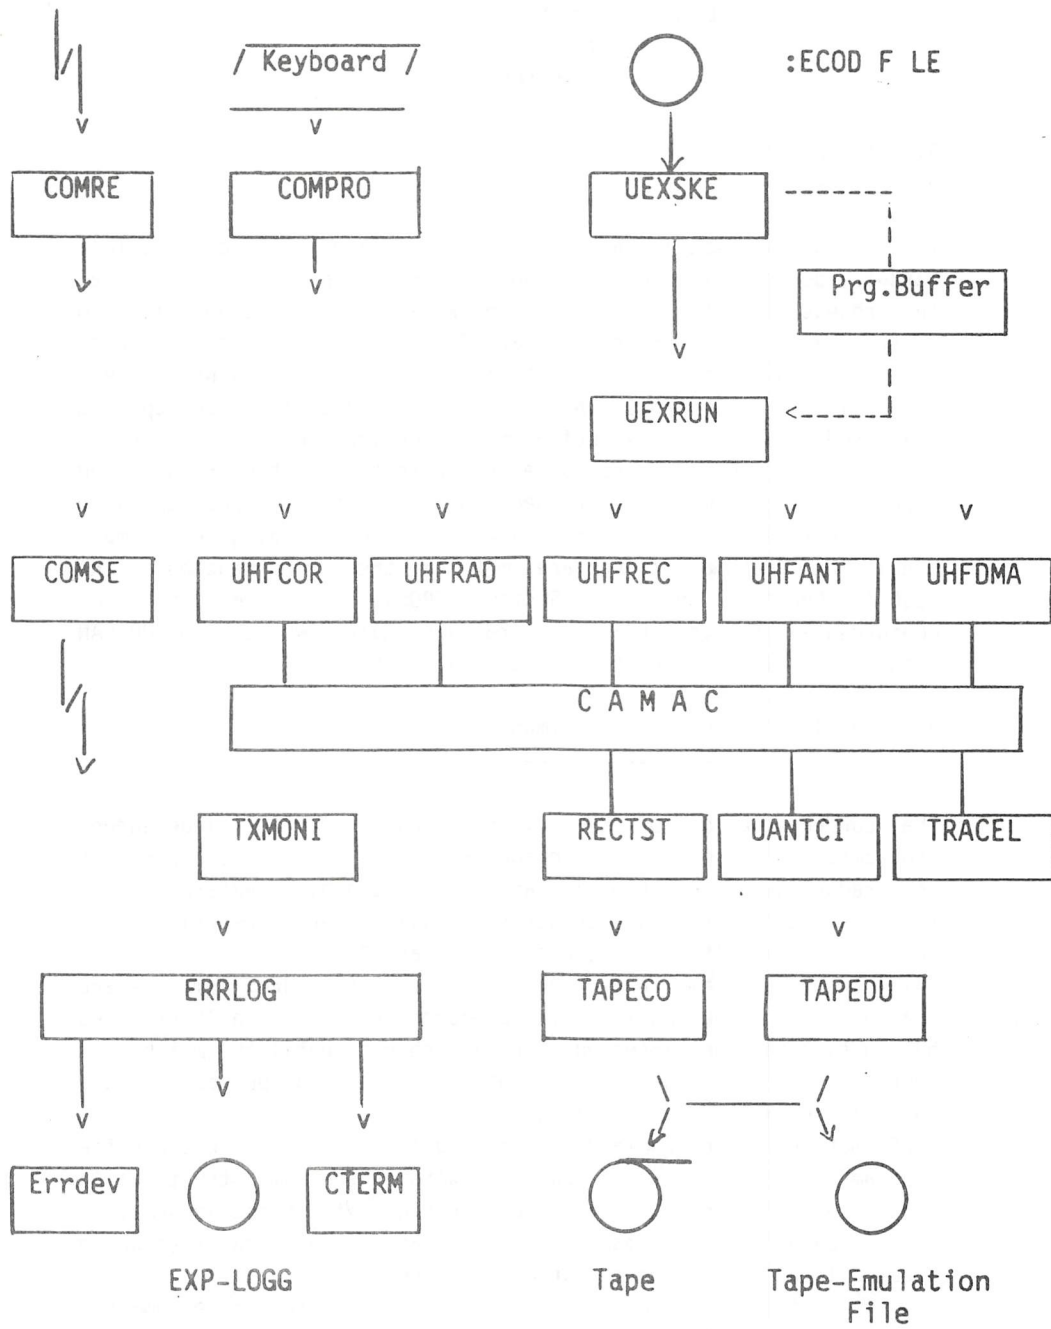 / Keyboard /
:ECOD F LE
COMRE
COMPRO
UEXSKE
Prg.Buffer
UEXRUN
COMSE
UHFCOR
UHFRAD
UHFREC
UHFANT
UHFDMA
C A M A C
TXMONI
RECTST
UANTCI
TRACEL
ERRLOG
TAPECO
TAPEDU
Errdev
CTERM
EXP-LOGG
Tape
Tape-Emulation
File